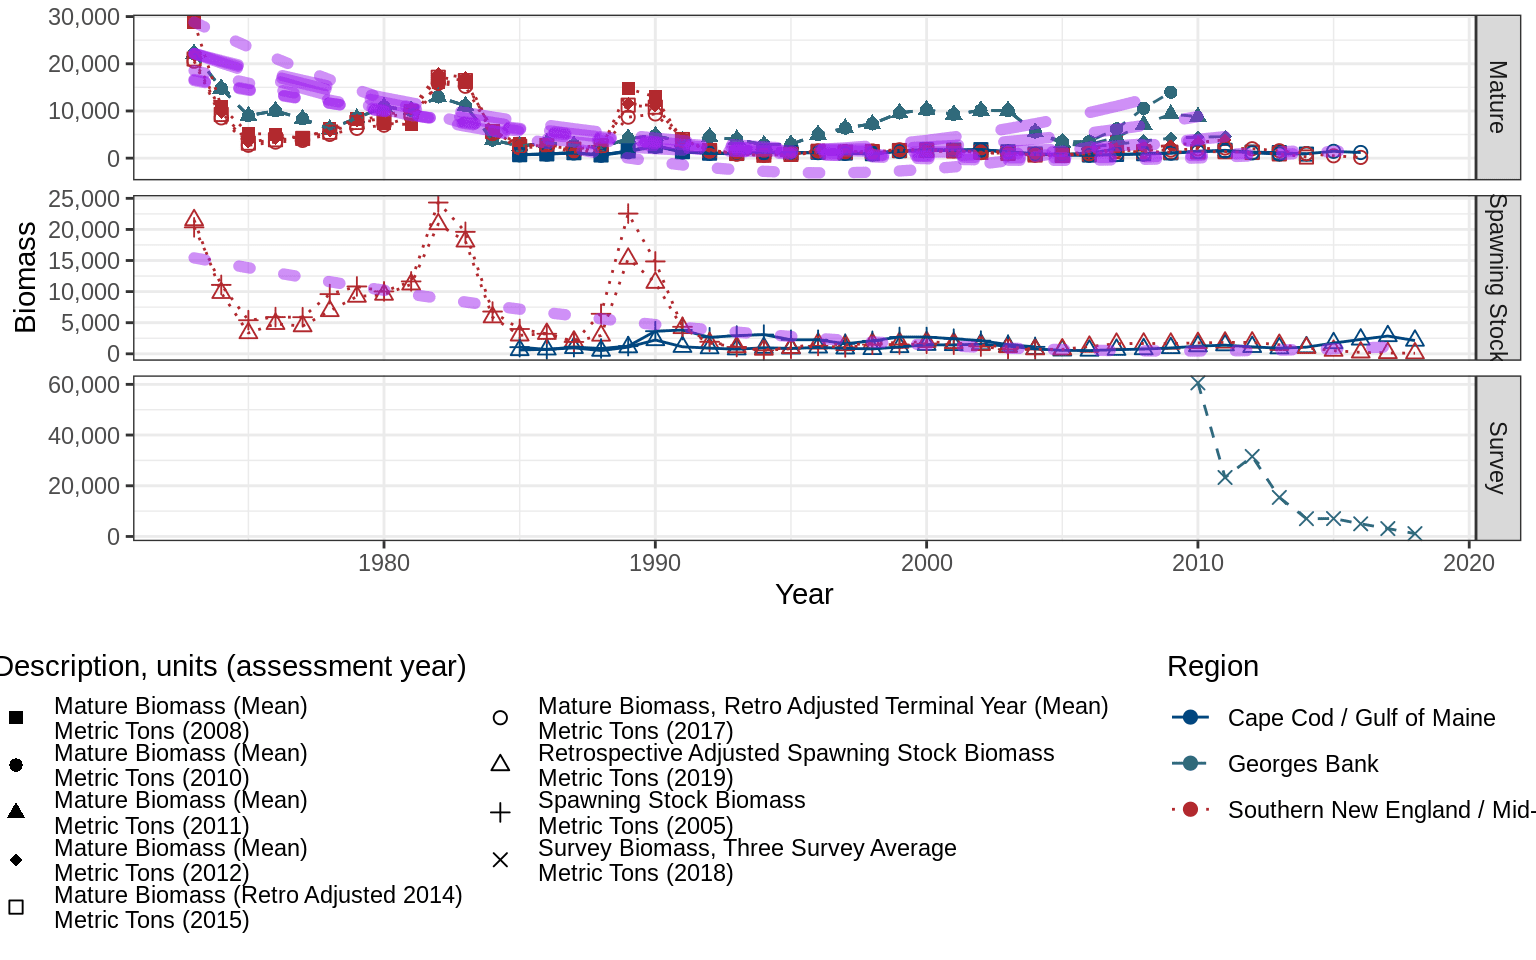 30,000
20,000
10,000
0
Mature
25,000
20,000
15,000
10,000
5,000
0
Spawning Stock
60,000
40,000
20,000
0
Survey
Biomass
1980
1990
2000
2010
2020
Year
Description, units (assessment year)
Mature Biomass (Mean)
Metric Tons (2008)
Mature Biomass (Mean)
Metric Tons (2010)
Mature Biomass (Mean)
Metric Tons (2011)
Mature Biomass (Mean)
Metric Tons (2012)
Mature Biomass (Retro Adjusted 2014)
Metric Tons (2015)
Mature Biomass, Retro Adjusted Terminal Year (Mean)
Metric Tons (2017)
Retrospective Adjusted Spawning Stock Biomass
Metric Tons (2019)
Spawning Stock Biomass
Metric Tons (2005)
Survey Biomass, Three Survey Average
Metric Tons (2018)
Region
Cape Cod / Gulf of Maine
Georges Bank
Southern New England / Mid-